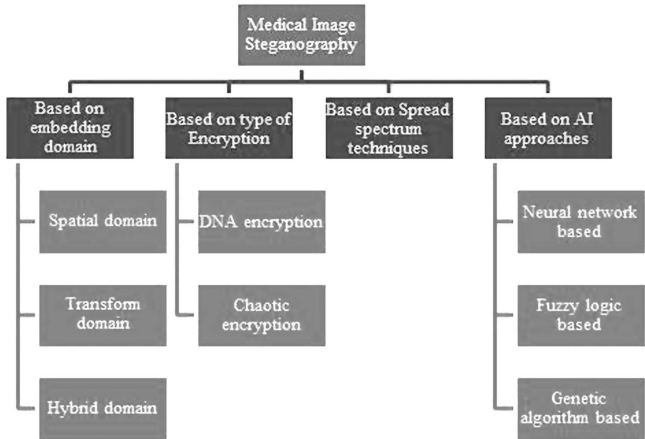 Medical Image
Steganography
Based on
embedding
domain
Based on type of
Encryption
Based on Spread
spectrum
techniques
Based on AI
approaches
Spatial domain
Transform
domain
Hybrid domain
DNA encryption
Chaotic
encryption
Neural network
based
Fuzzy logic
based
Genetic
algorithm based